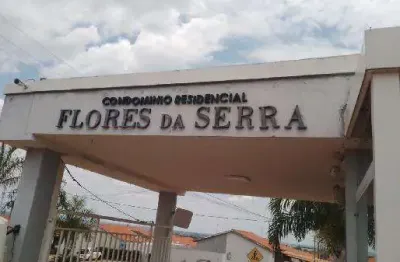 CONDOMINIO RESIDENCIAL
FLORES DA SERRA